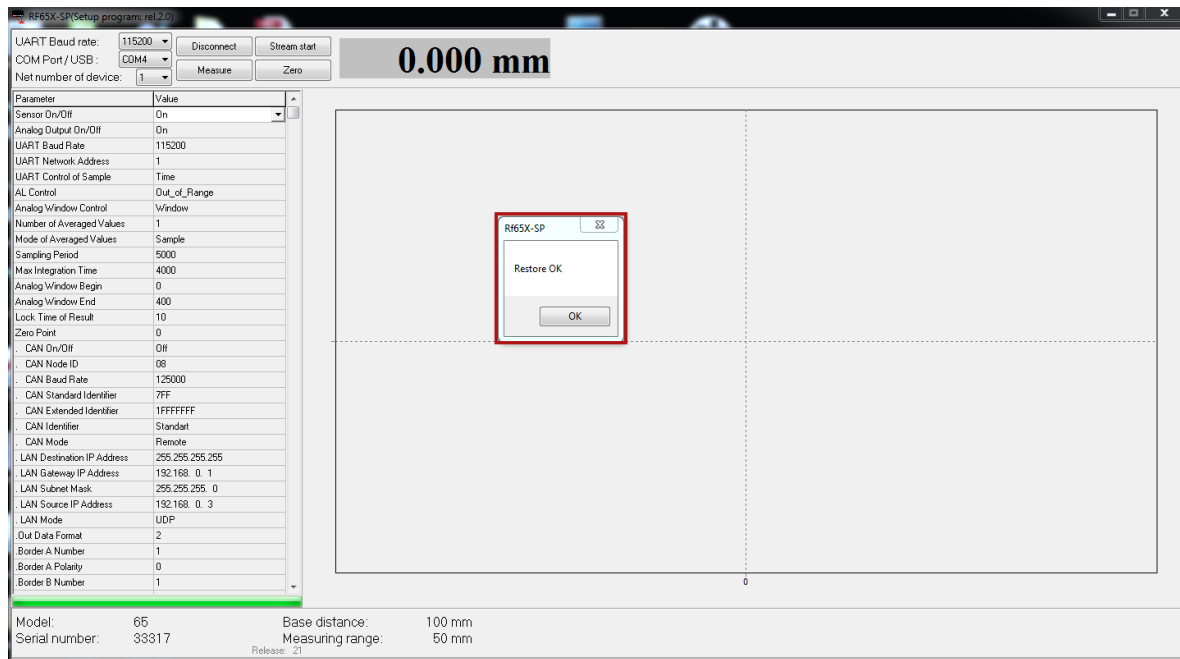 RF65X-SP(Setup program: rel.2.0)
UART Baud rate: 115200 Disconnect Stream start
COM Port / USB : COM4 Measure Zero
Net number of device: 1
0.000 mm
Parameter Value
Sensor On/Off On
Analog Output On/Off On
UART Baud Rate 115200
UART Network Address 1
UART Control of Sample Time
AL Control Out_of_Range
Analog Window Control Window
Number of Averaged Values 1
Mode of Averaged Values Sample
Sampling Period 5000
Max Integration Time 4000
Analog Window Begin 0
Analog Window End 400
Lock Time of Result 10
Zero Point 0
. CAN On/Off Off
. CAN Node ID 08
. CAN Baud Rate 125000
. CAN Standard Identifier 7FF
. CAN Extended Identifier 1FFFFFFF
. CAN Identifier Standart
. CAN Mode Remote
. LAN Destination IP Address 255.255.255.255
. LAN Gateway IP Address 192.168. 0. 1
. LAN Subnet Mask 255.255.255. 0
. LAN Source IP Address 192.168. 0. 3
. LAN Mode UDP
.Out Data Format 2
.Border A Number 1
.Border A Polarity 0
.Border B Number 1
Rf65X-SP
Restore OK
OK
0
Model: 65 Base distance: 100 mm
Serial number: 33317 Measuring range: 50 mm
Release: 21